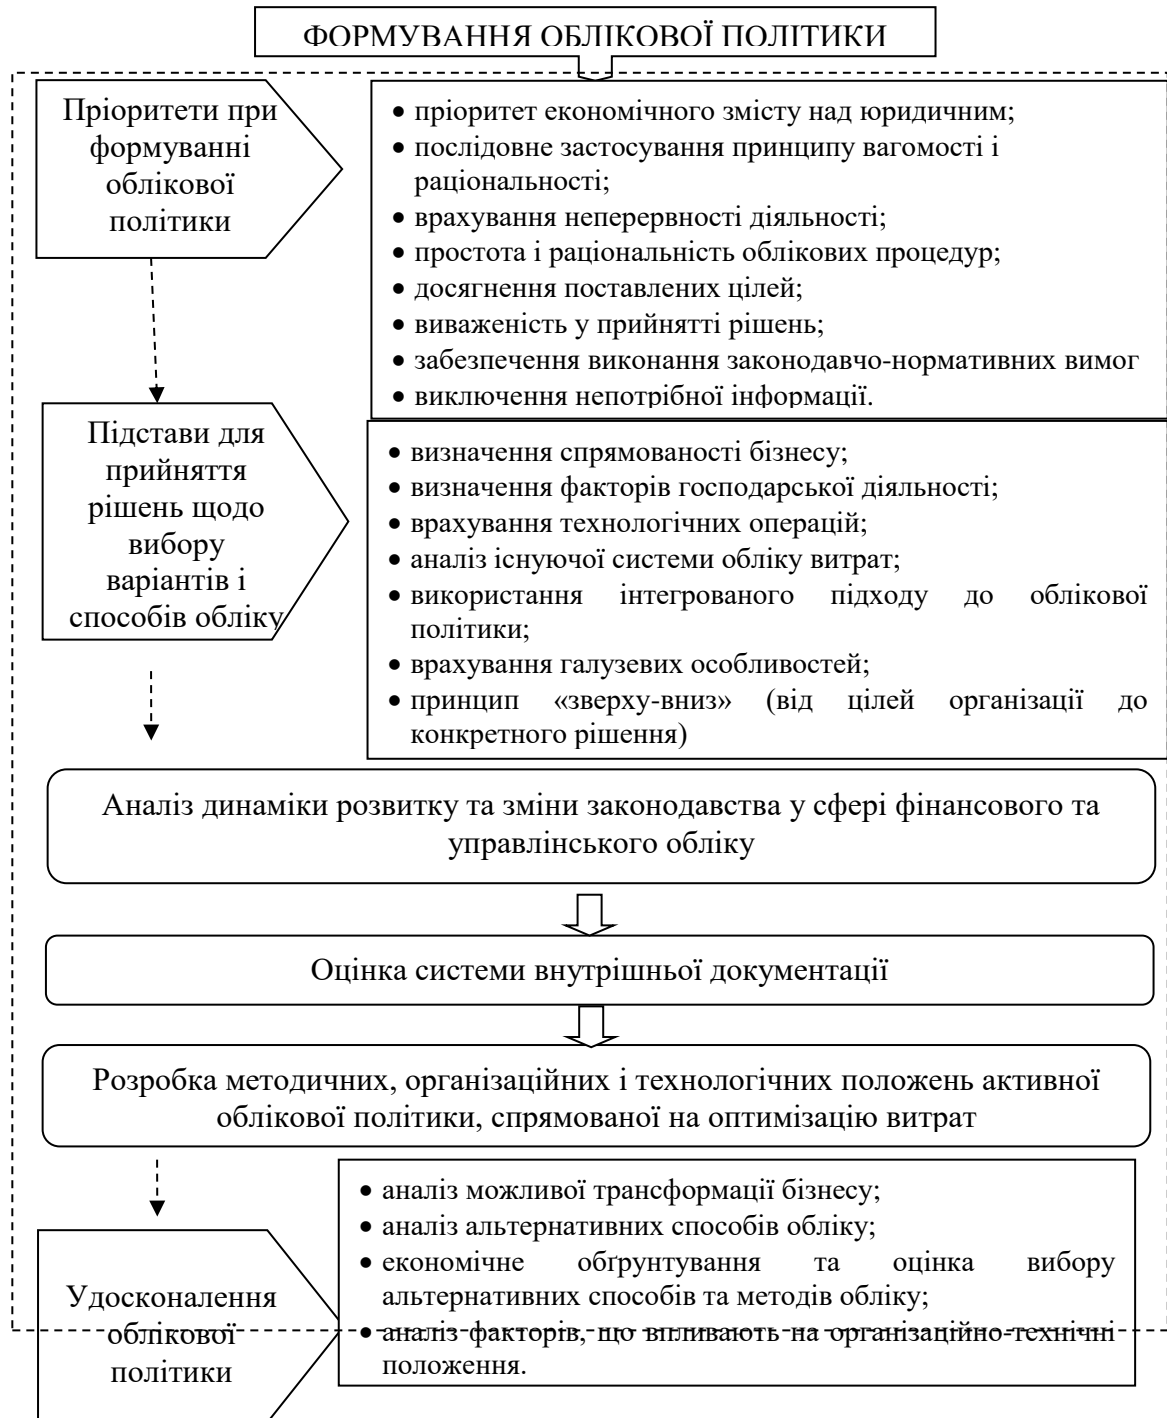 ФОРМУВАННЯ ОБЛІКОВОЇ ПОЛІТИКИ
Пріоритети при
формуванні
облікової
політики
• пріоритет економічного змісту над юридичним;
• послідовне застосування принципу вагомості і
раціональності;
• врахування неперервності діяльності;
• простота і раціональність облікових процедур;
• досягнення поставлених цілей;
• виваженість у прийнятті рішень;
• забезпечення виконання законодавчо-нормативних вимог
• виключення непотрібної інформації.
Підстави для
прийняття
рішень щодо
вибору
варіантів і
способів обліку
• визначення спрямованості бізнесу;
• визначення факторів господарської діяльності;
• врахування технологічних операцій;
• аналіз існуючої системи обліку витрат;
• використання інтегрованого підходу до облікової
політики;
• врахування галузевих особливостей;
• принцип «зверху-вниз» (від цілей організації до
конкретного рішення)
Аналіз динаміки розвитку та зміни законодавства у сфері фінансового та
управлінського обліку
Оцінка системи внутрішньої документації
Розробка методичних, організаційних і технологічних положень активної
облікової політики, спрямованої на оптимізацію витрат
Удосконалення
облікової
політики
• аналіз можливої трансформації бізнесу;
• аналіз альтернативних способів обліку;
• економічне обґрунтування та оцінка вибору
альтернативних способів та методів обліку;
• аналіз факторів, що впливають на організаційно-технічні
положення.